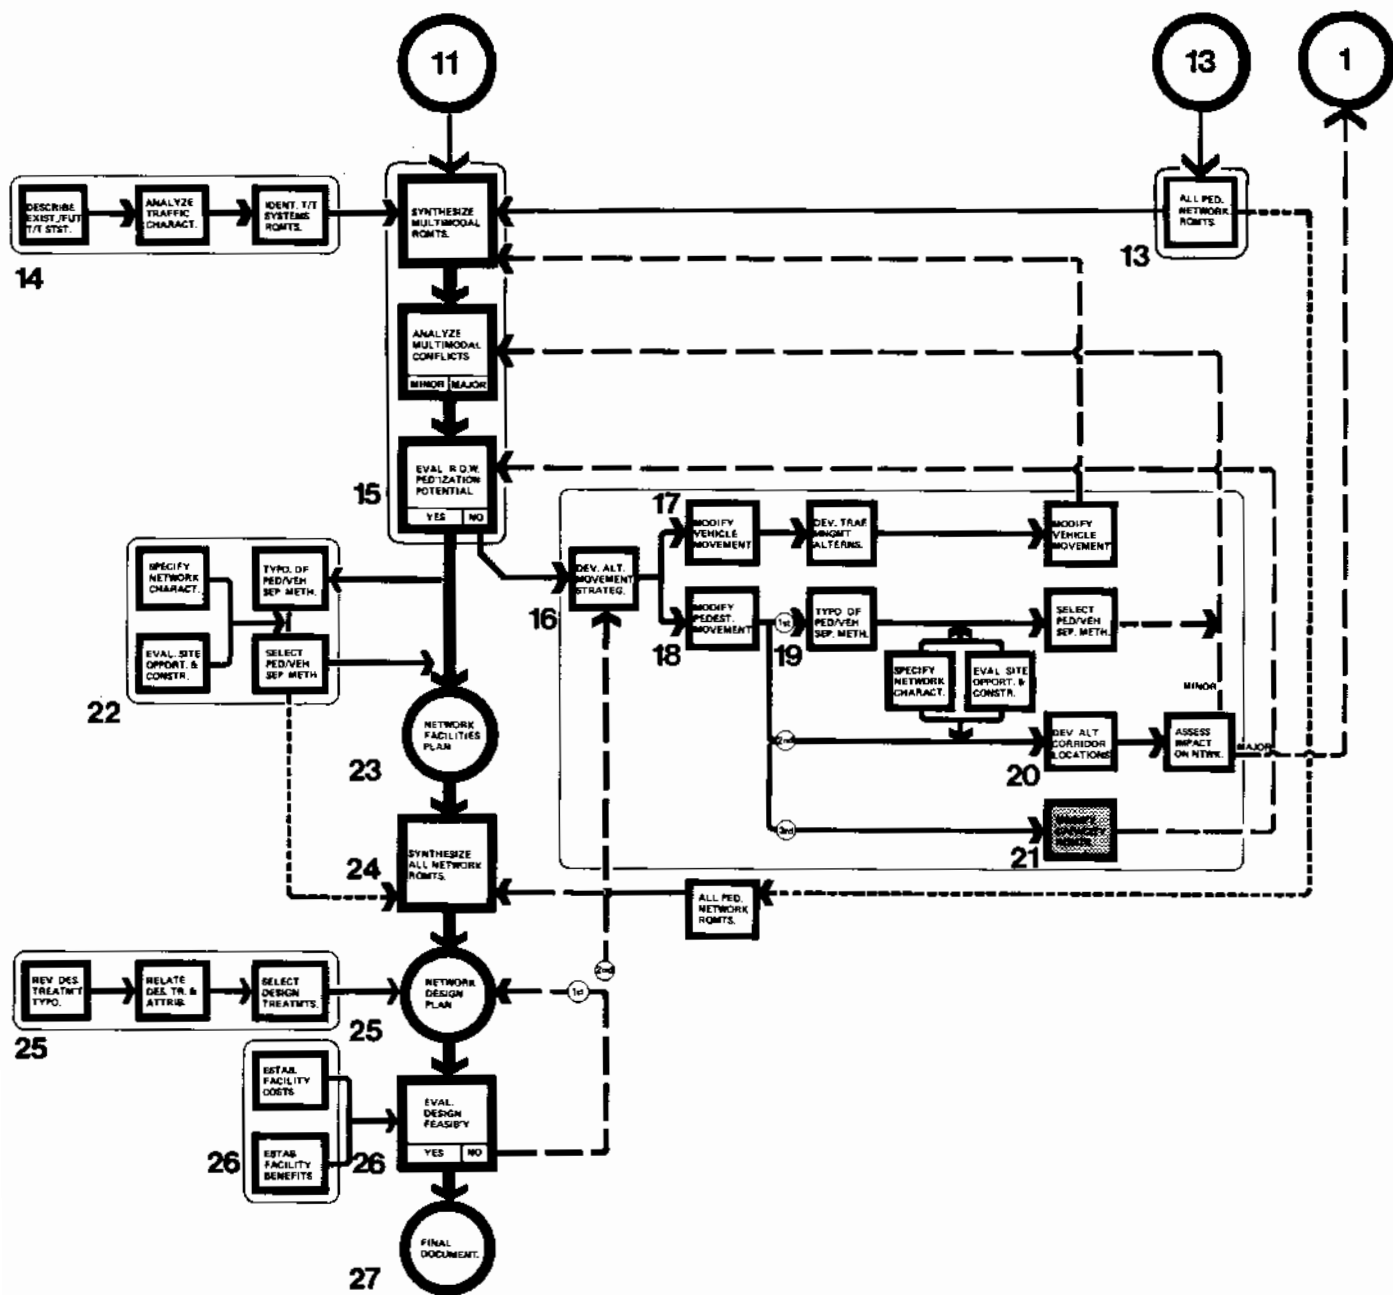 11
13
1
DESCRIBE
EXIST./FUT
T/T SYST.
ANALYZE
TRAFFIC
CHARACT.
IDENT. T/T
SYSTEMS
RQMTS.
14
SYNTHESIZE
MULTIMODAL
RQMTS.
ALL PED.
NETWORK
RQMTS.
13
ANALYZE
MULTIMODAL
CONFLICTS
MINOR MAJOR
EVAL R.O.W.
PED'IZATION
POTENTIAL
YES NO
15
SPECIFY
NETWORK
CHARACT.
TYPO. OF
PED/VEH
SEP. METH.
EVAL. SITE
OPPORT. &
CONSTR.
SELECT
PED/VEH
SEP. METH
22
DEV. ALT.
MOVEMENT
STRATEG.
16
17
MODIFY
VEHICLE
MOVEMENT
DEV. TRAF
MNGMT
ALTERNS.
MODIFY
VEHICLE
MOVEMENT
MODIFY
PEDEST.
MOVEMENT
18
1st
TYPO OF
PED/VEH
SEP. METH.
19
SELECT
PED/VEH
SEP. METH.
SPECIFY
NETWORK
CHARACT.
EVAL SITE
OPPORT. &
CONSTR.
MINOR
2nd
DEV. ALT
CORRIDOR
LOCATIONS
20
ASSESS
IMPACT
ON NTWK.
MAJOR
3rd
CAPACITY
21
NETWORK
FACILITIES
PLAN
23
SYNTHESIZE
ALL NETWORK
RQMTS.
24
ALL PED.
NETWORK
RQMTS.
REV. DES.
TREATM'T
TYPO.
RELATE
DES. TR. &
ATTRIB.
SELECT
DESIGN
TREATMTS.
25
NETWORK
DESIGN
PLAN
25
1st
2nd
ESTAB.
FACILITY
COSTS
ESTAB
FACILITY
BENEFITS
26
EVAL.
DESIGN
FEASIB'Y
YES NO
26
FINAL
DOCUMENT.
27